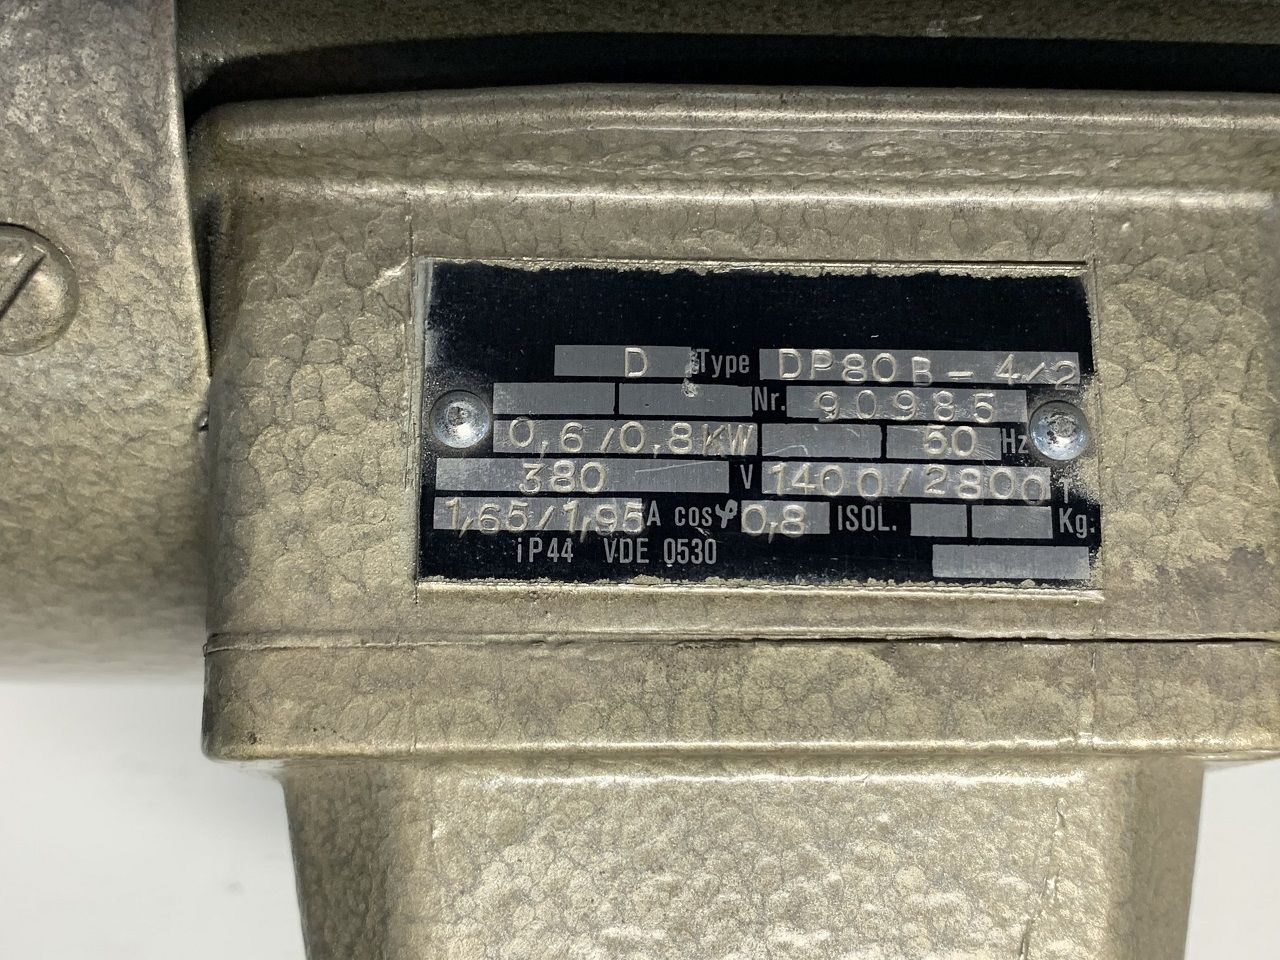 D Type DP80B-4/2
Nr. 90985
0,6/0,8KW 50 Hz
380 V 1400/2800 T
1,65/1,95 A cosφ 0,8 ISOL. Kg.
iP44 VDE 0530